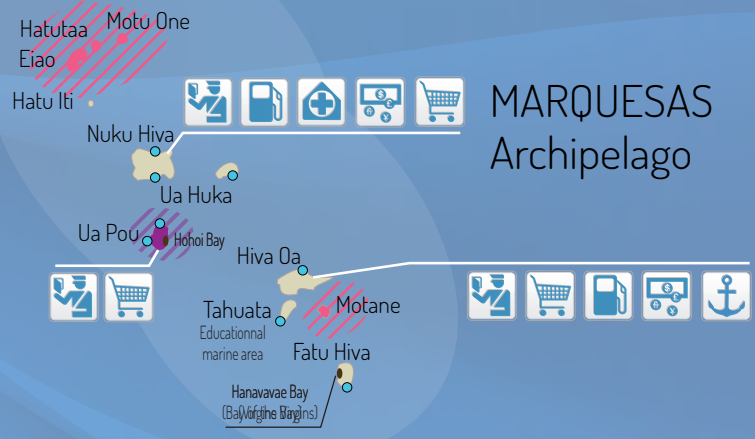 Hatutaa
Motu One
Eiao
Hatu Iti
MARQUESAS
Archipelago
Nuku Hiva
Ua Huka
Ua Pou
Hohoi Bay
Hiva Oa
Tahuata
Motane
Educationnal
marine area
Fatu Hiva
Hanavavae Bay